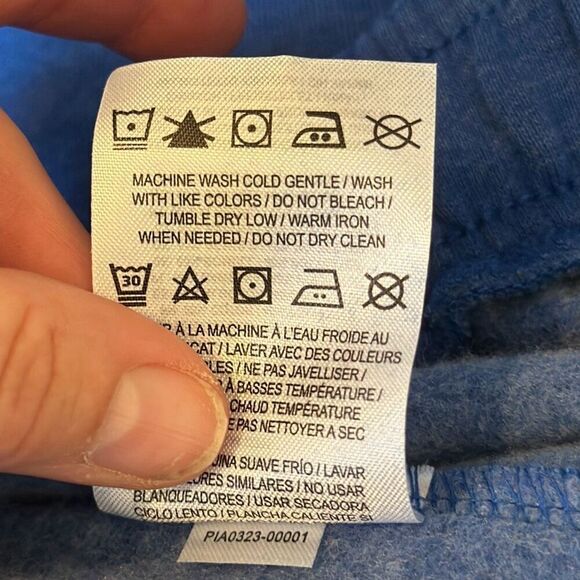 MACHINE WASH COLD GENTLE / WASH
WITH LIKE COLORS / DO NOT BLEACH /
TUMBLE DRY LOW / WARM IRON
WHEN NEEDED / DO NOT DRY CLEAN
30
À LA MACHINE À L'EAU FROIDE AU
/ LAVER AVEC DES COULEURS
/ NE PAS JAVELLISER /
À BASSES TEMPÉRATURE /
CHAUD TEMPÉRATURE
PAS NETTOYER A SEC
SUAVE FRÍO / LAVAR
SIMILARES / NO USAR
BLANQUEADORES / USAR SECADORA
CICLO LENTO / PLANCHA CALIENTE SI
PIA0323-00001